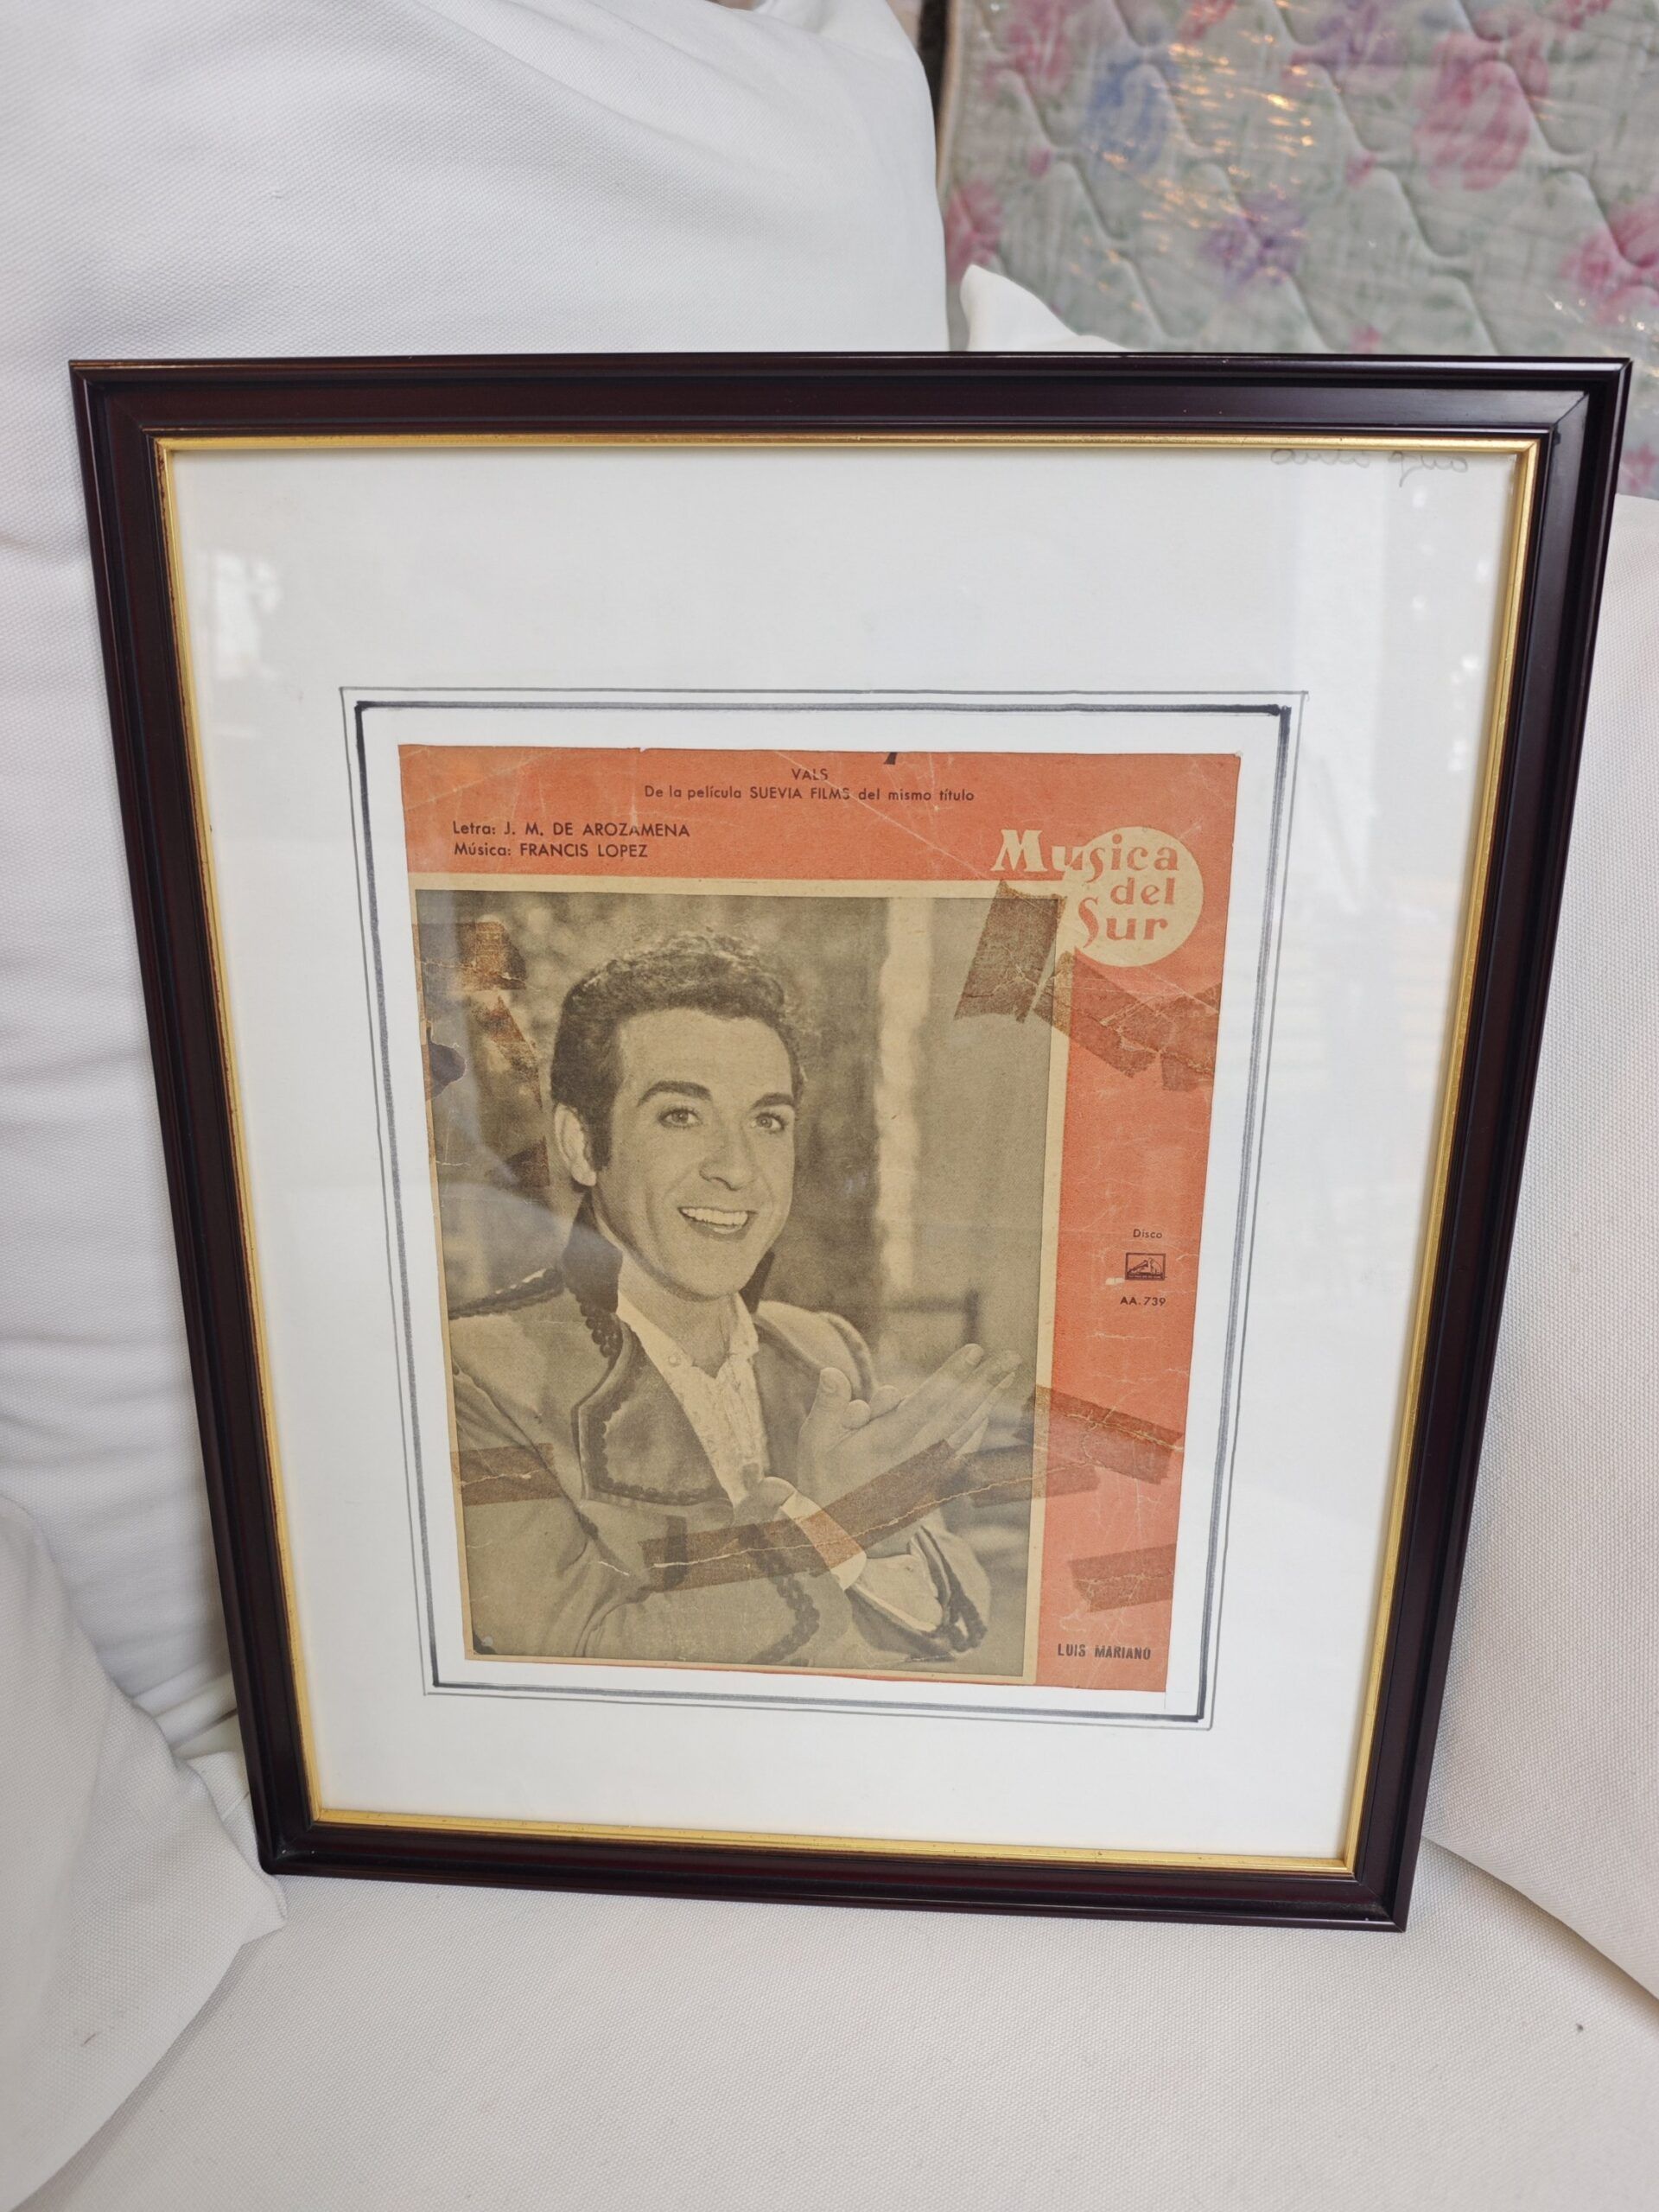 VALS
De la película SUEVIA FILMS del mismo título
Letra: J. M. DE AROZAMENA
Música: FRANCIS LOPEZ
Musica
del
Sur
Disco
AA. 739
LUIS MARIANO